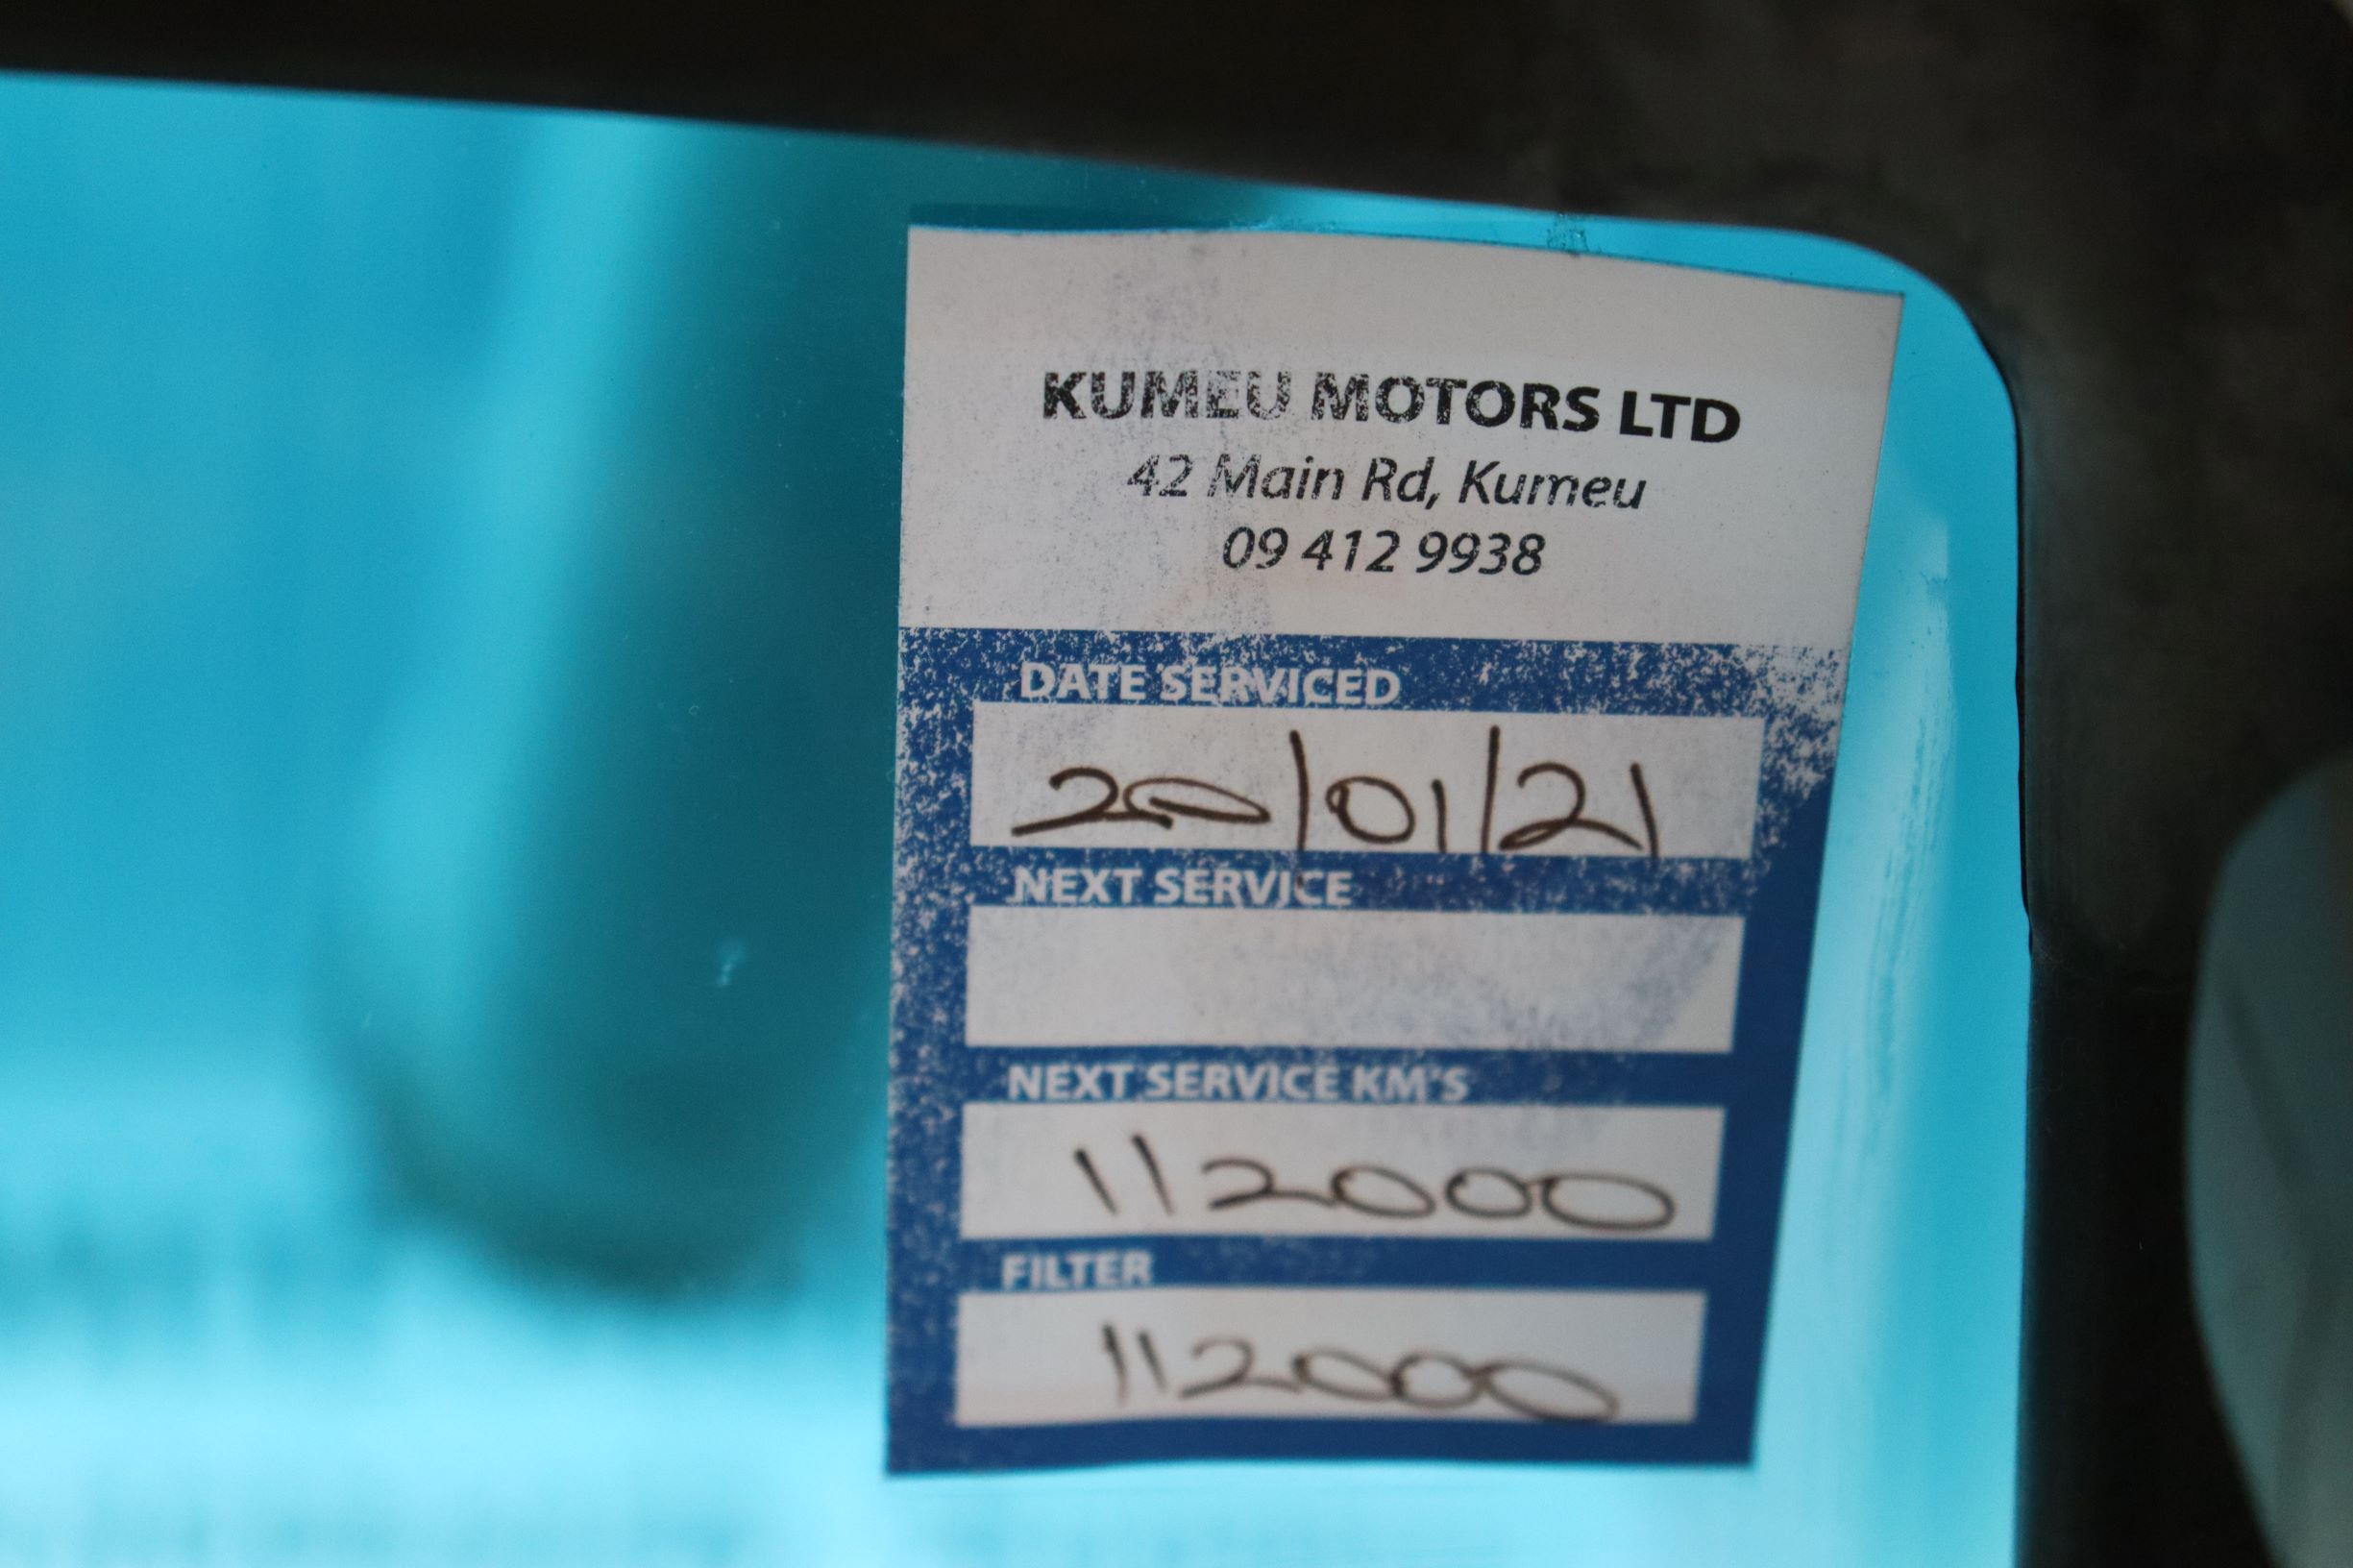 KUMEU MOTORS LTD
42 Main Rd, Kumeu
09 412 9938
DATE SERVICED
20/01/21
NEXT SERVICE
NEXT SERVICE KM'S
112000
FILTER
112000